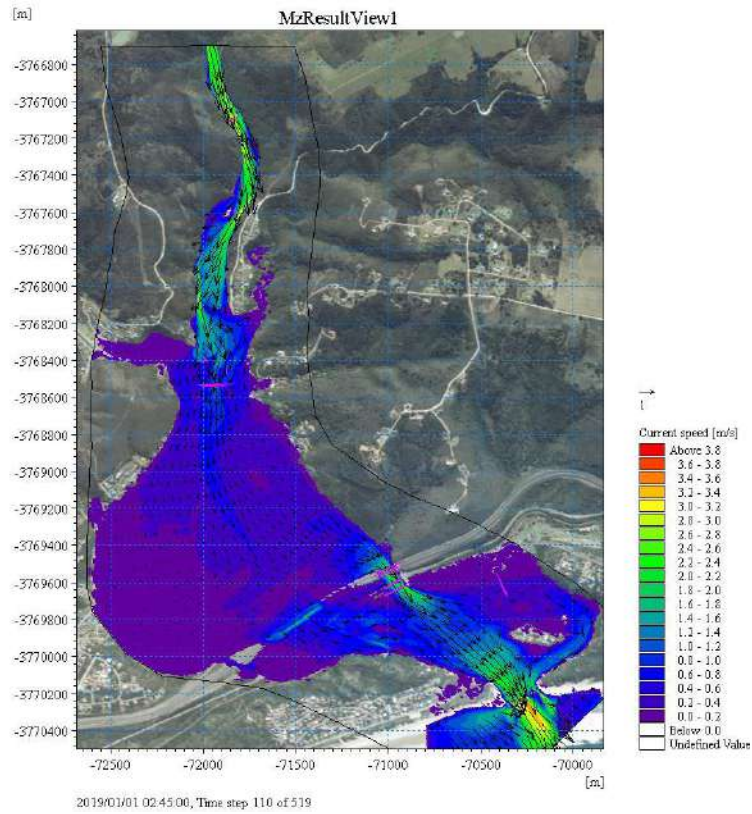 [m]
MzResultView1
-3766800
-3767000
-3767200
-3767400
-3767600
-3767800
-3768000
-3768200
-3768400
-3768600
-3768800
-3769000
-3769200
-3769400
-3769600
-3769800
-3770000
-3770200
-3770400
-72500
-72000
-71500
-71000
-70500
-70000
[m]
1
Current speed [m/s]
Above 3.8
3.6 - 3.8
3.4 - 3.6
3.2 - 3.4
3.0 - 3.2
2.8 - 3.0
2.6 - 2.8
2.4 - 2.6
2.2 - 2.4
2.0 - 2.2
1.8 - 2.0
1.6 - 1.8
1.4 - 1.6
1.2 - 1.4
1.0 - 1.2
0.8 - 1.0
0.6 - 0.8
0.4 - 0.6
0.2 - 0.4
0.0 - 0.2
Below 0.0
Undefined Value
2019/01/01 02:45:00, Time step 110 of 519